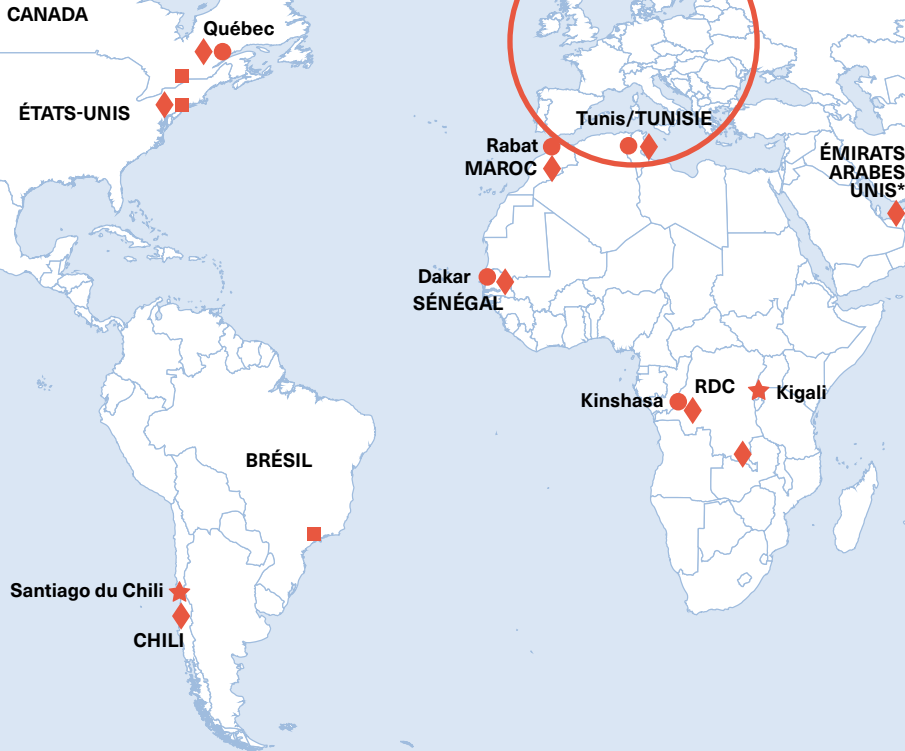 CANADA
Québec
ÉTATS-UNIS
Tunis/TUNISIE
Rabat
MAROC
ÉMIRATS
ARABES
UNIS*
Dakar
SÉNÉGAL
RDC
Kigali
Kinshasa
BRÉSIL
Santiago du Chili
CHILI